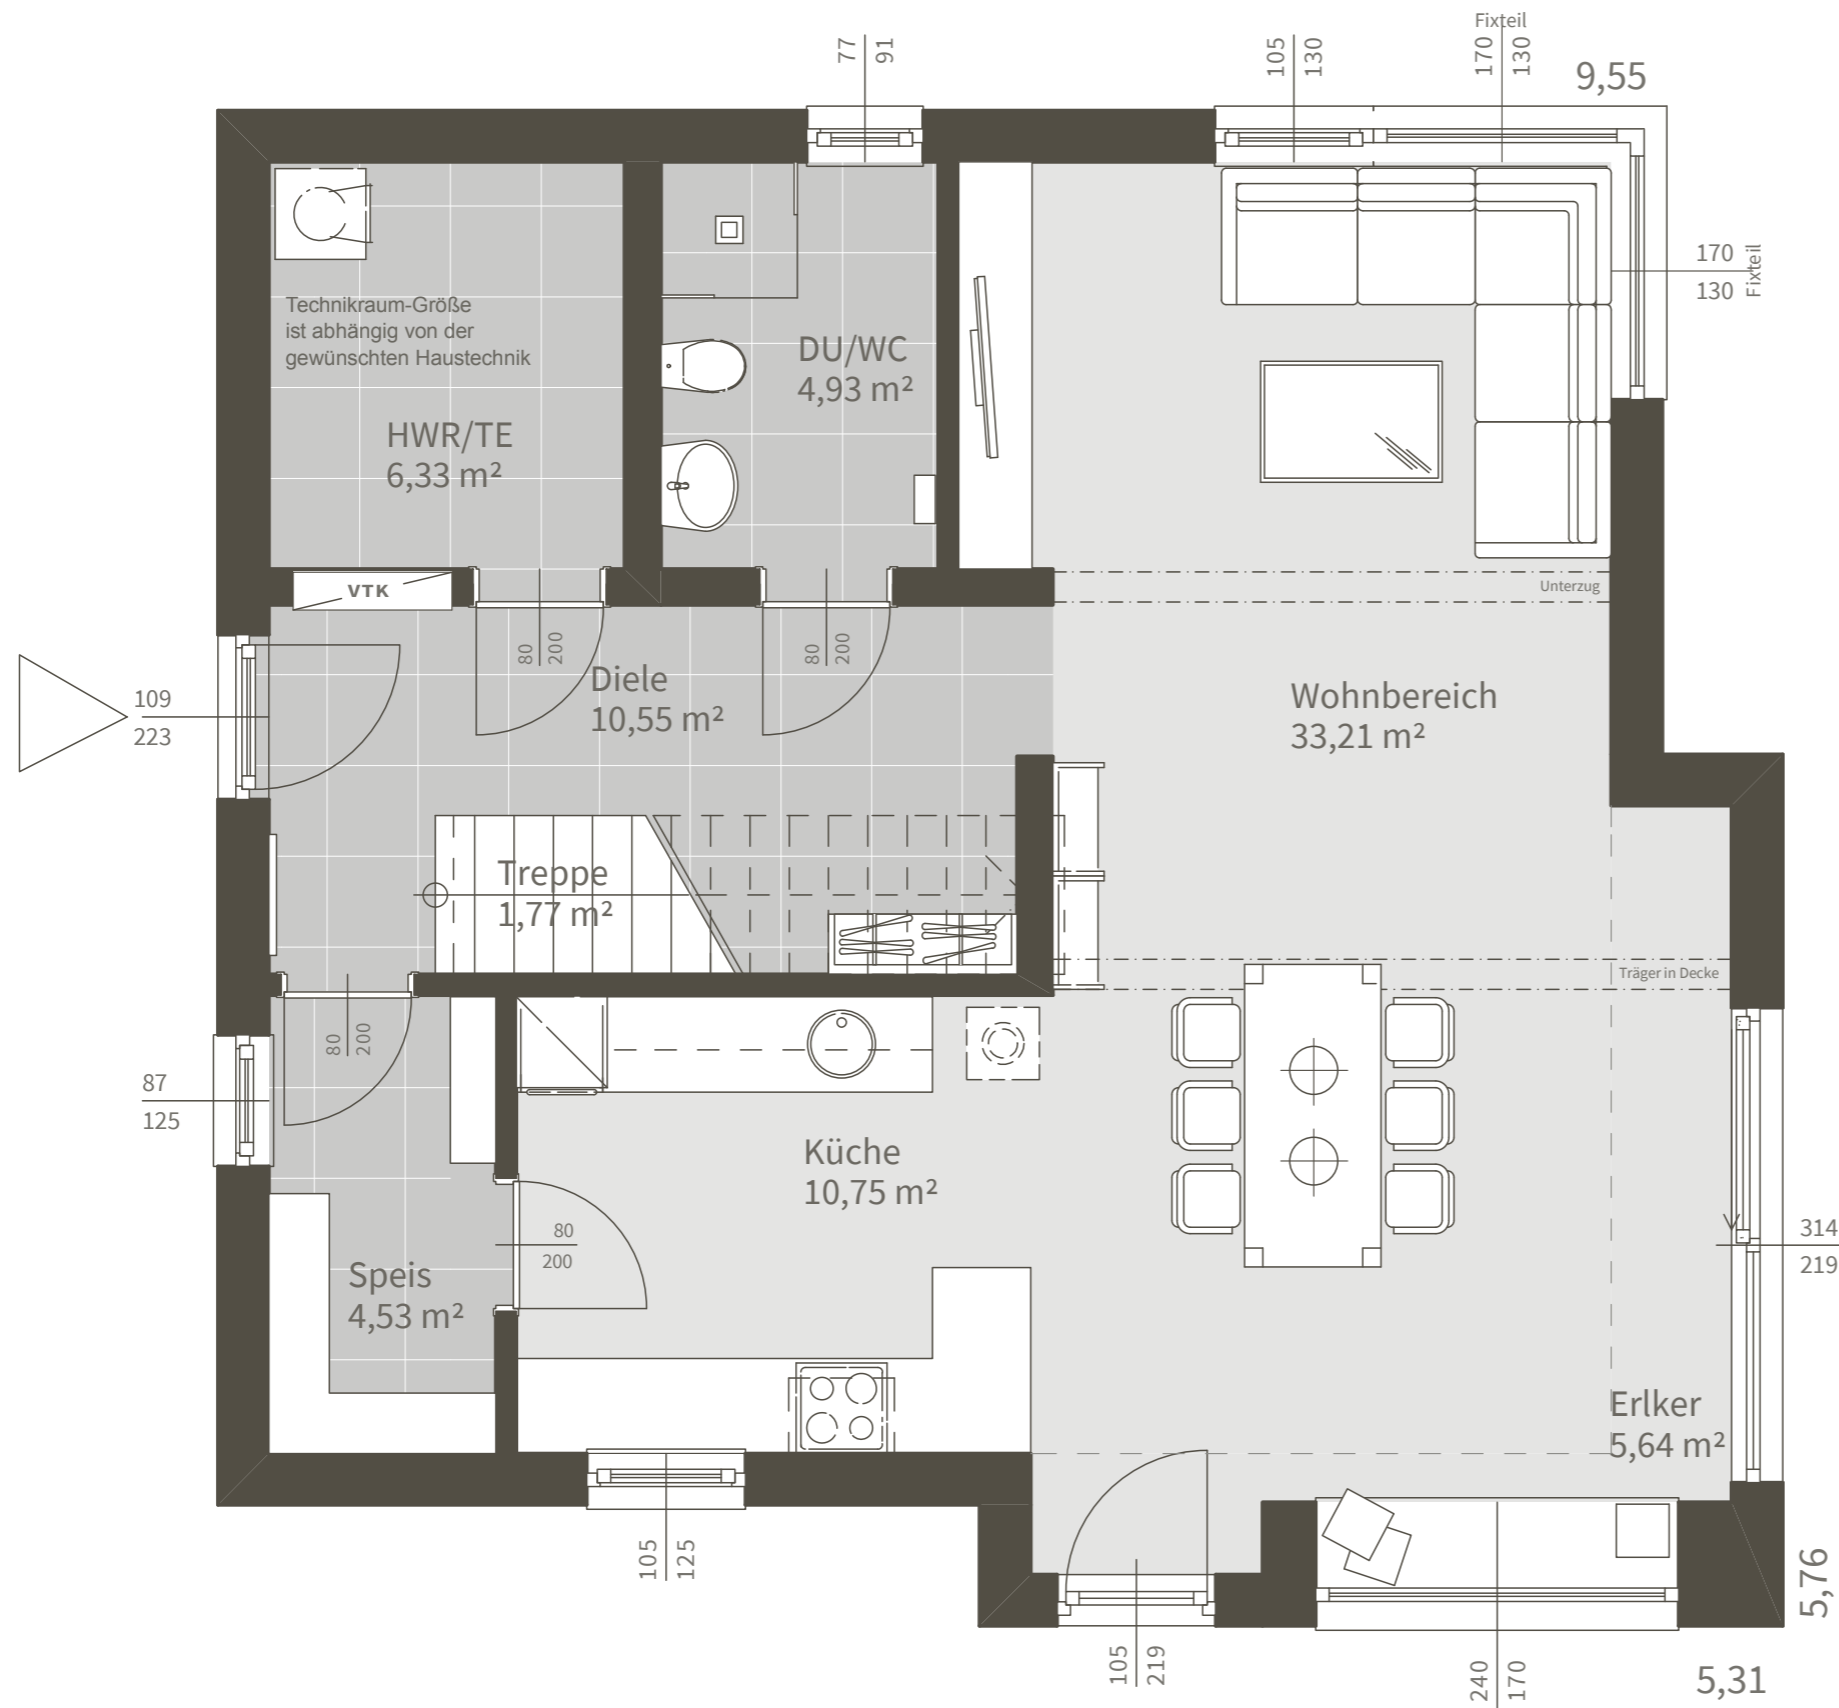 Fixteil
77
91
105
130
170
130
9,55
170
130
Fixteil
Technikraum-Größe
ist abhängig von der
gewünschten Haustechnik
DU/WC
4,93 m²
HWR/TE
6,33 m²
VTK
Unterzug
80
200
80
200
Diele
10,55 m²
Wohnbereich
33,21 m²
109
223
Treppe
1,77 m²
Träger in Decke
80
200
87
125
Küche
10,75 m²
80
200
314
219
Speis
4,53 m²
Erlker
5,64 m²
105
125
5,76
105
219
240
170
5,31